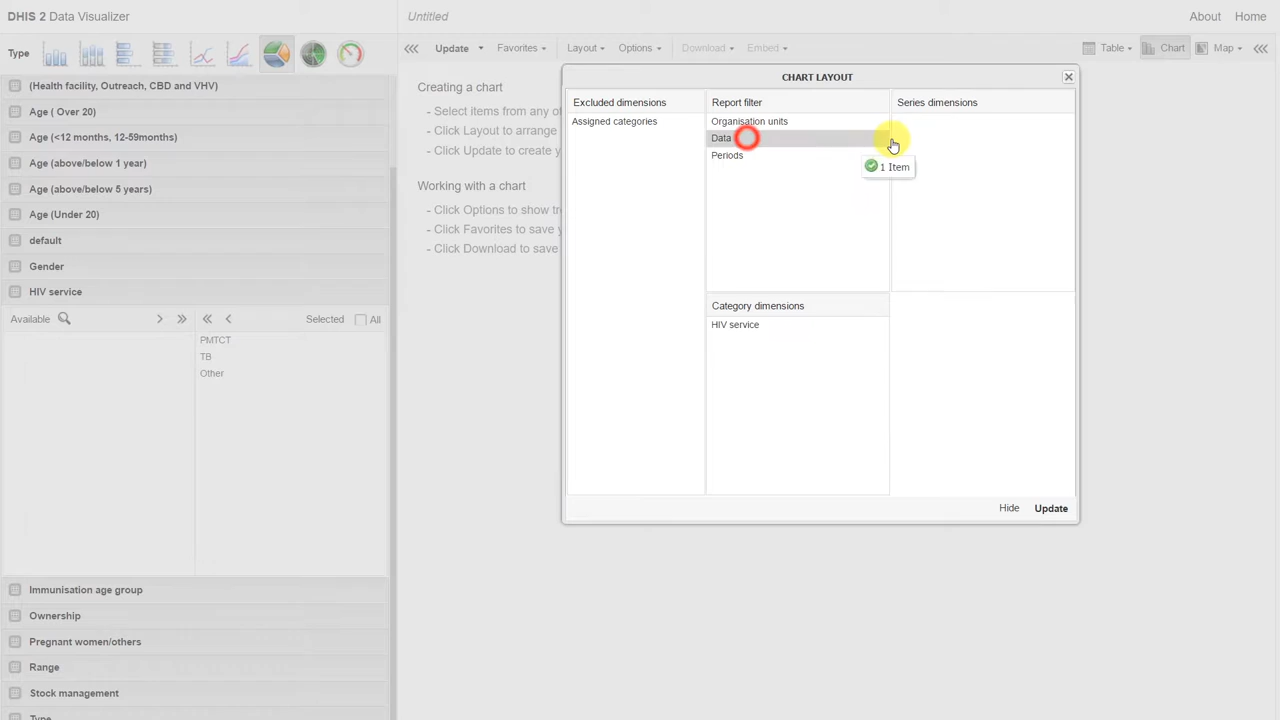 DHIS 2 Data Visualizer
Untitled
About
Home
Type
Update
Favorites
Layout
Options
Download
Embed
Table
Chart
Map
(Health facility, Outreach, CBD and VHV)
Age ( Over 20)
Age (<12 months, 12-59months)
Age (above/below 1 year)
Age (above/below 5 years)
Age (Under 20)
default
Gender
HIV service
Available
Selected
All
PMTCT
TB
Other
Immunisation age group
Ownership
Pregnant women/others
Range
Stock management
Type
Creating a chart
- Select items from any o
- Click Layout to arrange
- Click Update to create y
Working with a chart
- Click Options to show tr
- Click Favorites to save y
- Click Download to save
CHART LAYOUT
Excluded dimensions
Assigned categories
Report filter
Organisation units
Data
Periods
Series dimensions
1 Item
Category dimensions
HIV service
Hide
Update